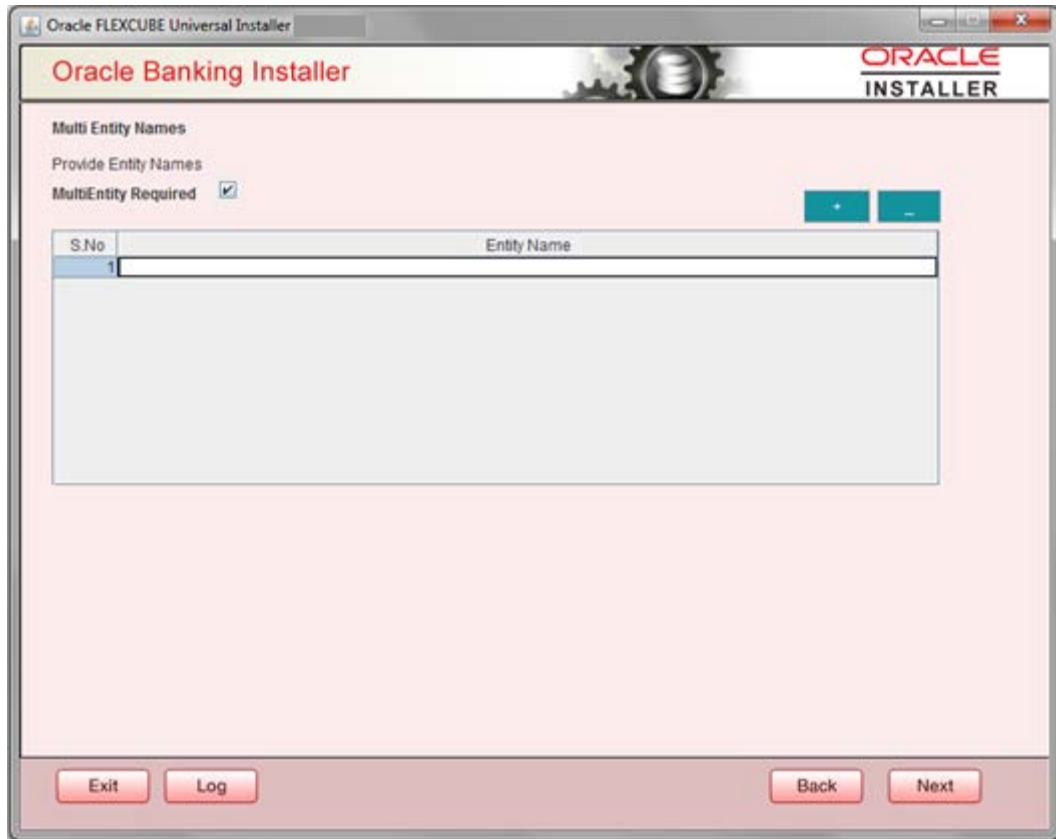 Oracle FLEXCUBE Universal Installer
Oracle Banking Installer
ORACLE
INSTALLER
Multi Entity Names
Provide Entity Names
MultiEntity Required
+ _
S.No Entity Name
1
Exit Log Back Next